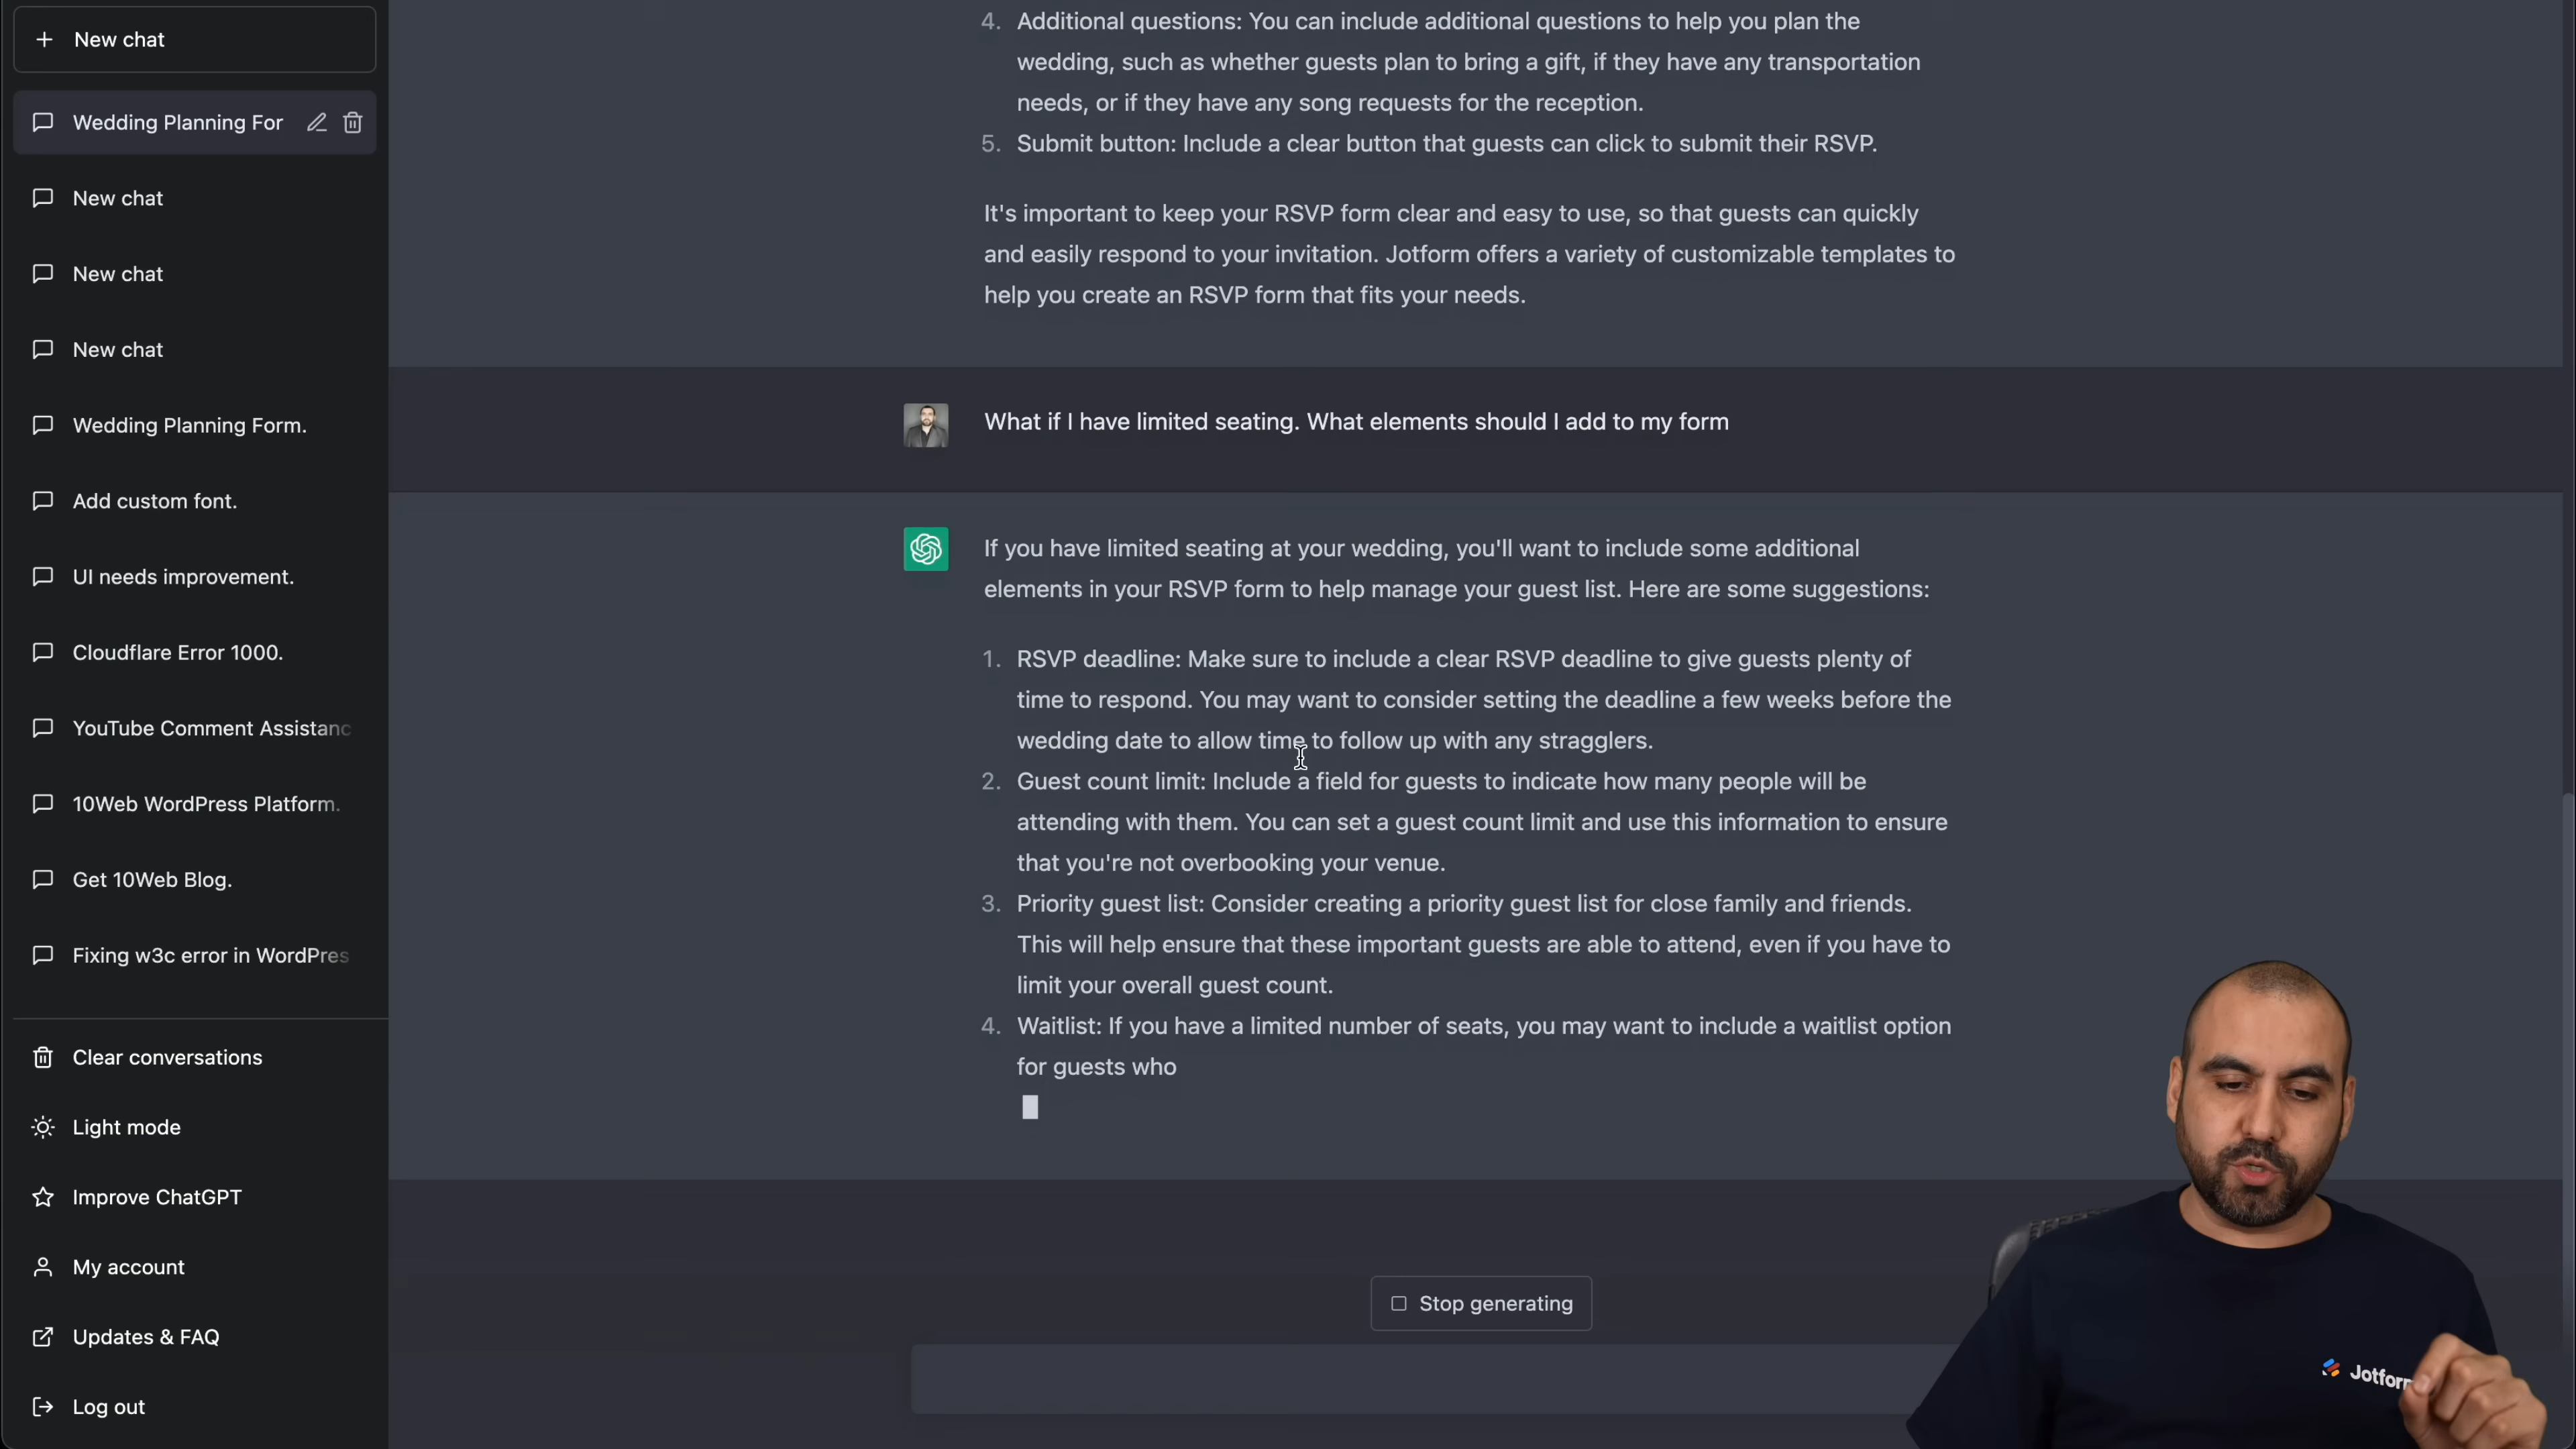 New chat
Wedding Planning For
New chat
New chat
New chat
Wedding Planning Form.
Add custom font.
UI needs improvement.
Cloudflare Error 1000.
YouTube Comment Assistanc
10Web WordPress Platform.
Get 10Web Blog.
Fixing w3c error in WordPres
Clear conversations
Light mode
Improve ChatGPT
My account
Updates & FAQ
Log out
4. Additional questions: You can include additional questions to help you plan the
wedding, such as whether guests plan to bring a gift, if they have any transportation
needs, or if they have any song requests for the reception.
5. Submit button: Include a clear button that guests can click to submit their RSVP.
It's important to keep your RSVP form clear and easy to use, so that guests can quickly
and easily respond to your invitation. Jotform offers a variety of customizable templates to
help you create an RSVP form that fits your needs.
What if I have limited seating. What elements should I add to my form
If you have limited seating at your wedding, you'll want to include some additional
elements in your RSVP form to help manage your guest list. Here are some suggestions:
1. RSVP deadline: Make sure to include a clear RSVP deadline to give guests plenty of
time to respond. You may want to consider setting the deadline a few weeks before the
wedding date to allow time to follow up with any stragglers.
2. Guest count limit: Include a field for guests to indicate how many people will be
attending with them. You can set a guest count limit and use this information to ensure
that you're not overbooking your venue.
3. Priority guest list: Consider creating a priority guest list for close family and friends.
This will help ensure that these important guests are able to attend, even if you have to
limit your overall guest count.
4. Waitlist: If you have a limited number of seats, you may want to include a waitlist option
for guests who
Stop generating
Jotform